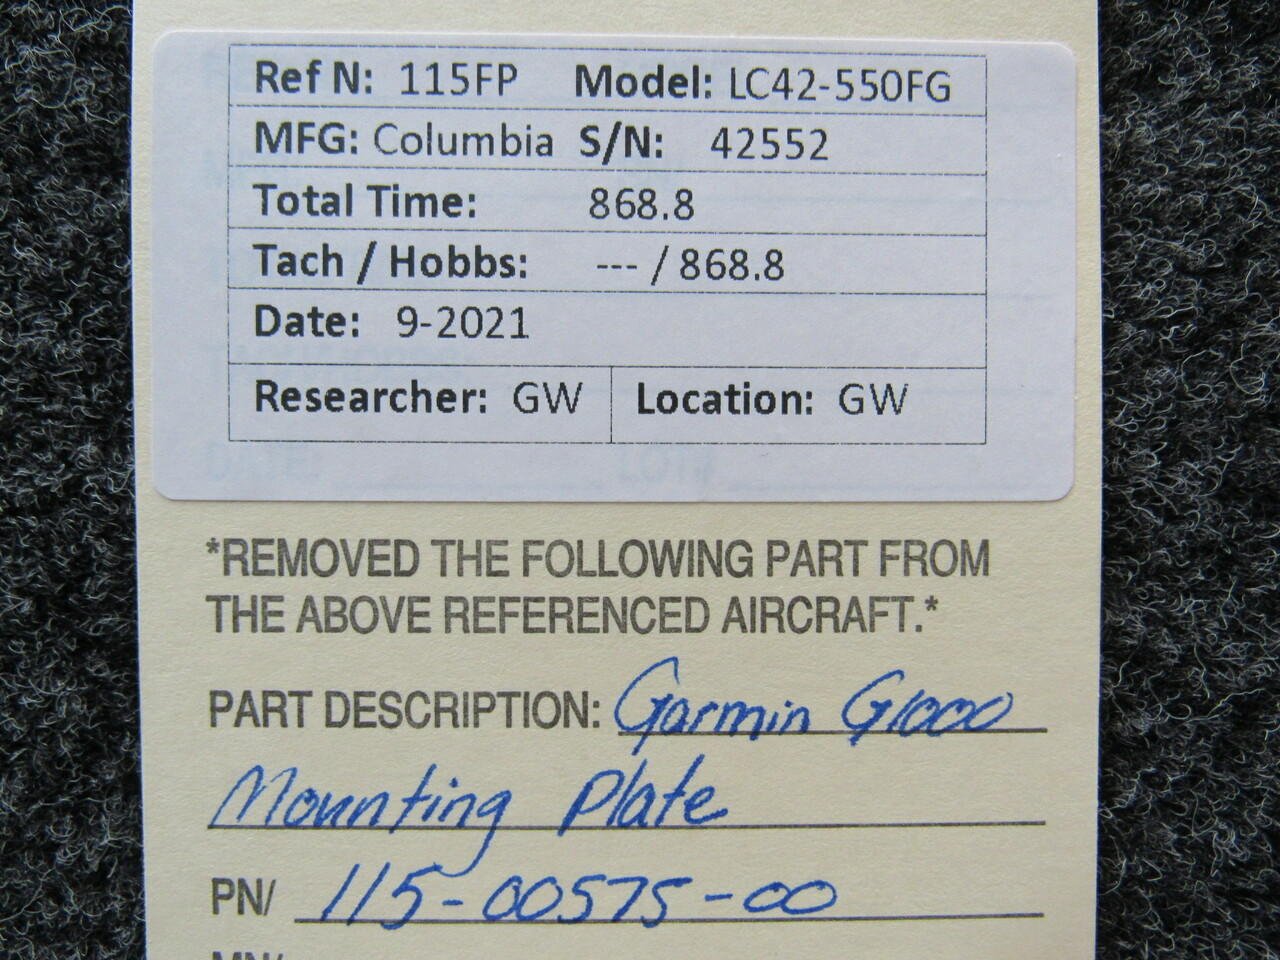 Ref N: 115FP Model: LC42-550FG
MFG: Columbia S/N: 42552
Total Time: 868.8
Tach / Hobbs: --- / 868.8
Date: 9-2021
Researcher: GW Location: GW
*REMOVED THE FOLLOWING PART FROM
THE ABOVE REFERENCED AIRCRAFT.*
PART DESCRIPTION: Garmin G1000
Mounting Plate
PN/ 115-00575-00
MN/